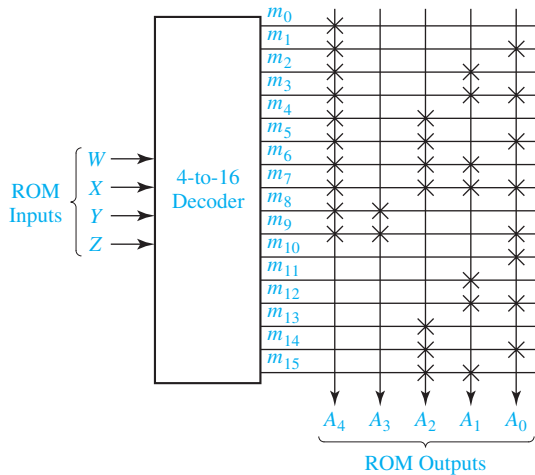 m₀
m₁
m₂
m₃
m₄
m₅
m₆
m₇
m₈
m₉
m₁₀
m₁₁
m₁₂
m₁₃
m₁₄
m₁₅
ROM
Inputs
W
X
Y
Z
4-to-16
Decoder
A₄ A₃ A₂ A₁ A₀
ROM Outputs